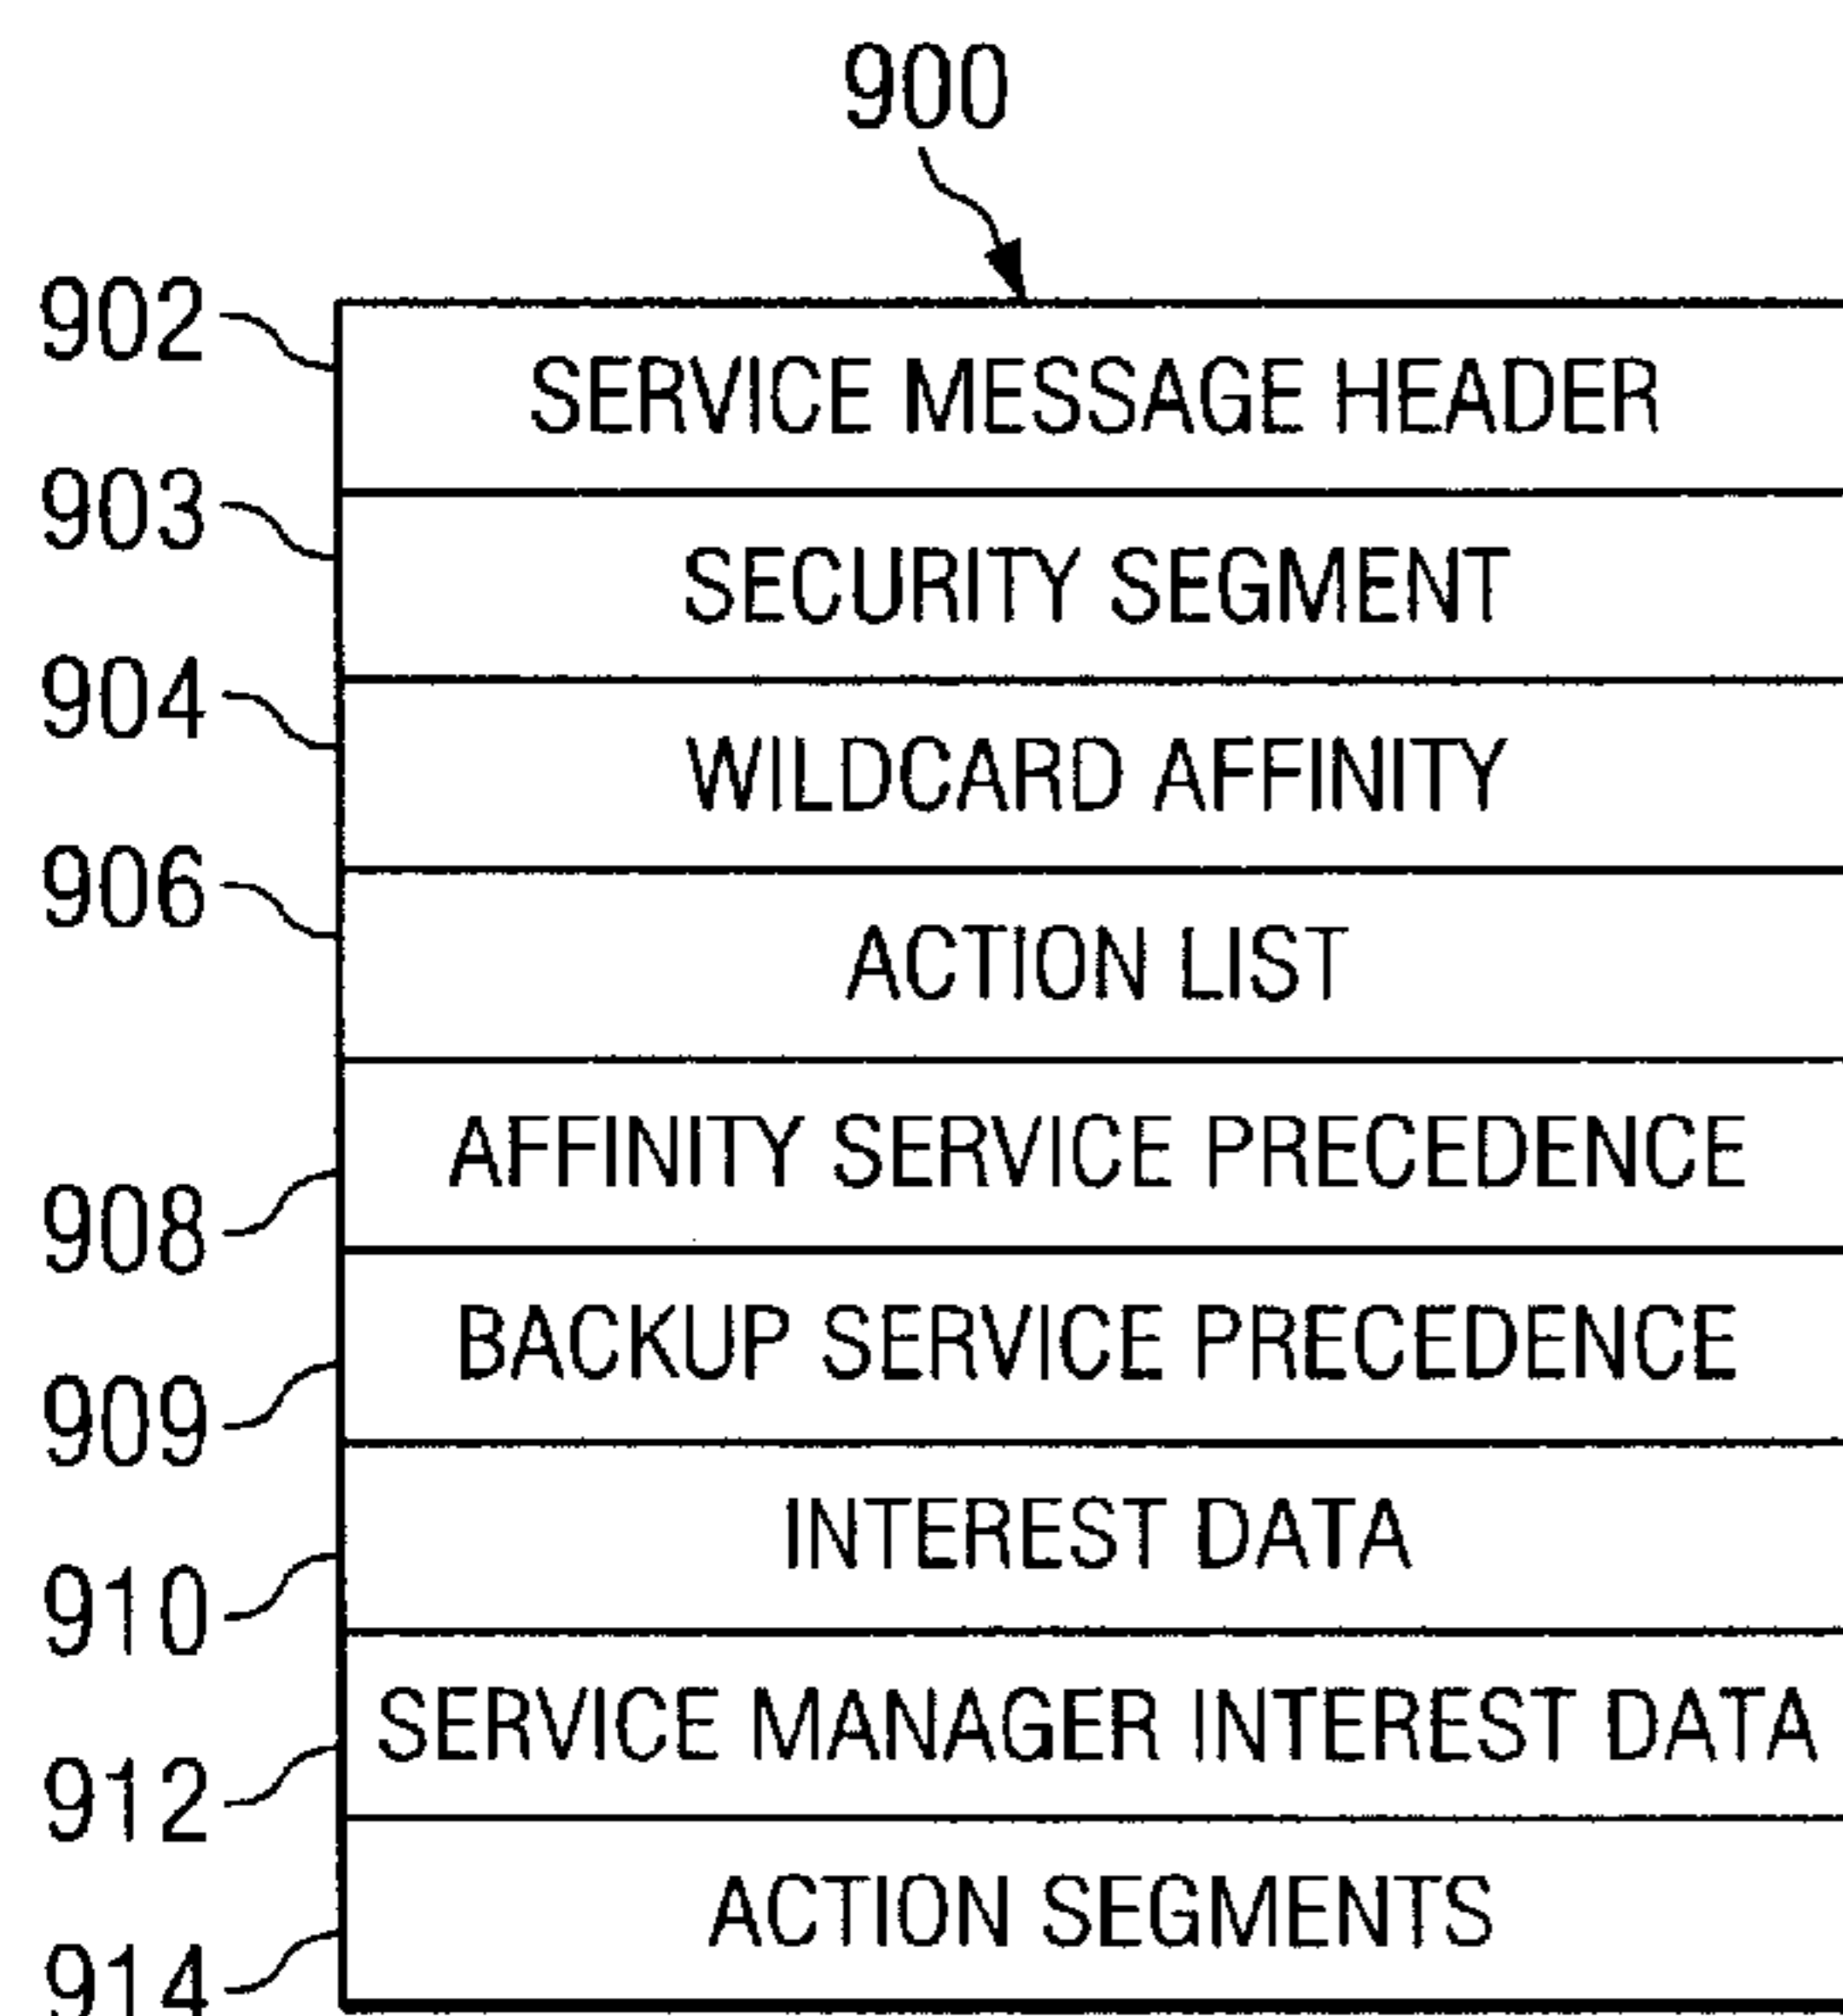 900
902 SERVICE MESSAGE HEADER
903 SECURITY SEGMENT
904 WILDCARD AFFINITY
906 ACTION LIST
908 AFFINITY SERVICE PRECEDENCE
909 BACKUP SERVICE PRECEDENCE
910 INTEREST DATA
912 SERVICE MANAGER INTEREST DATA
914 ACTION SEGMENTS